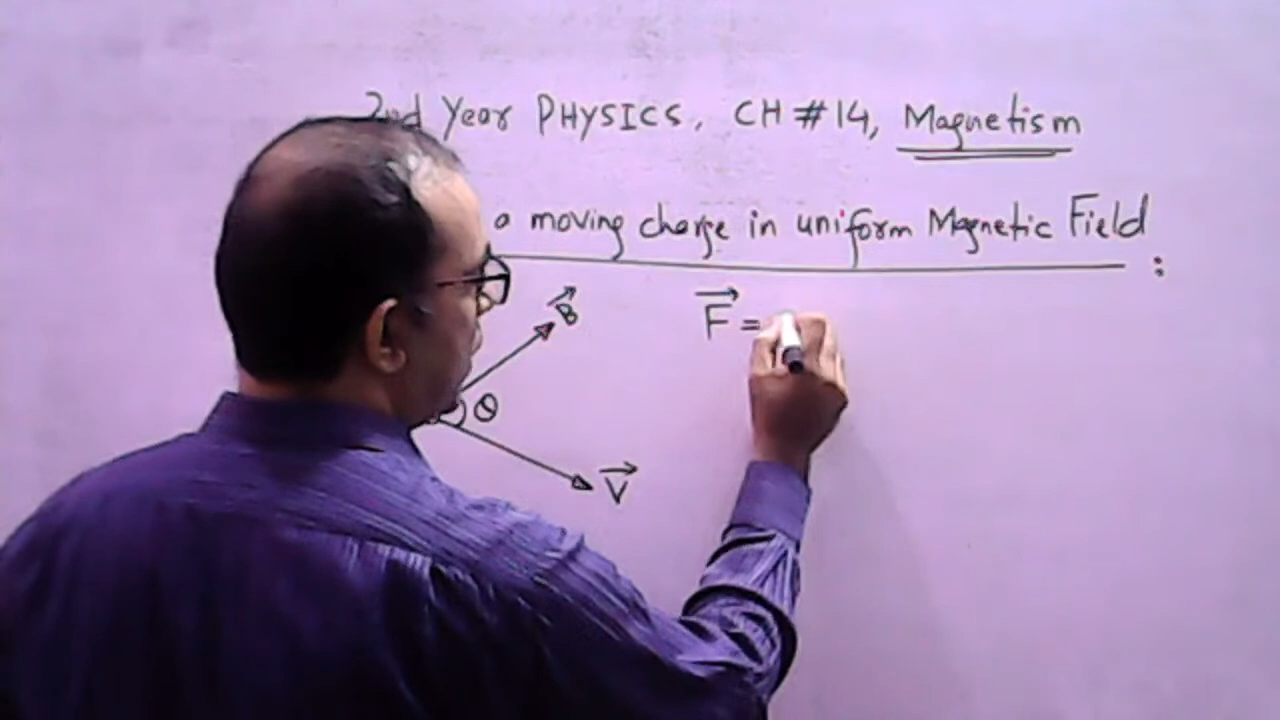 2nd Year PHYSICS, CH # 14, Magnetism
a moving charge in uniform Magnetic Field :
B
F =
θ
V